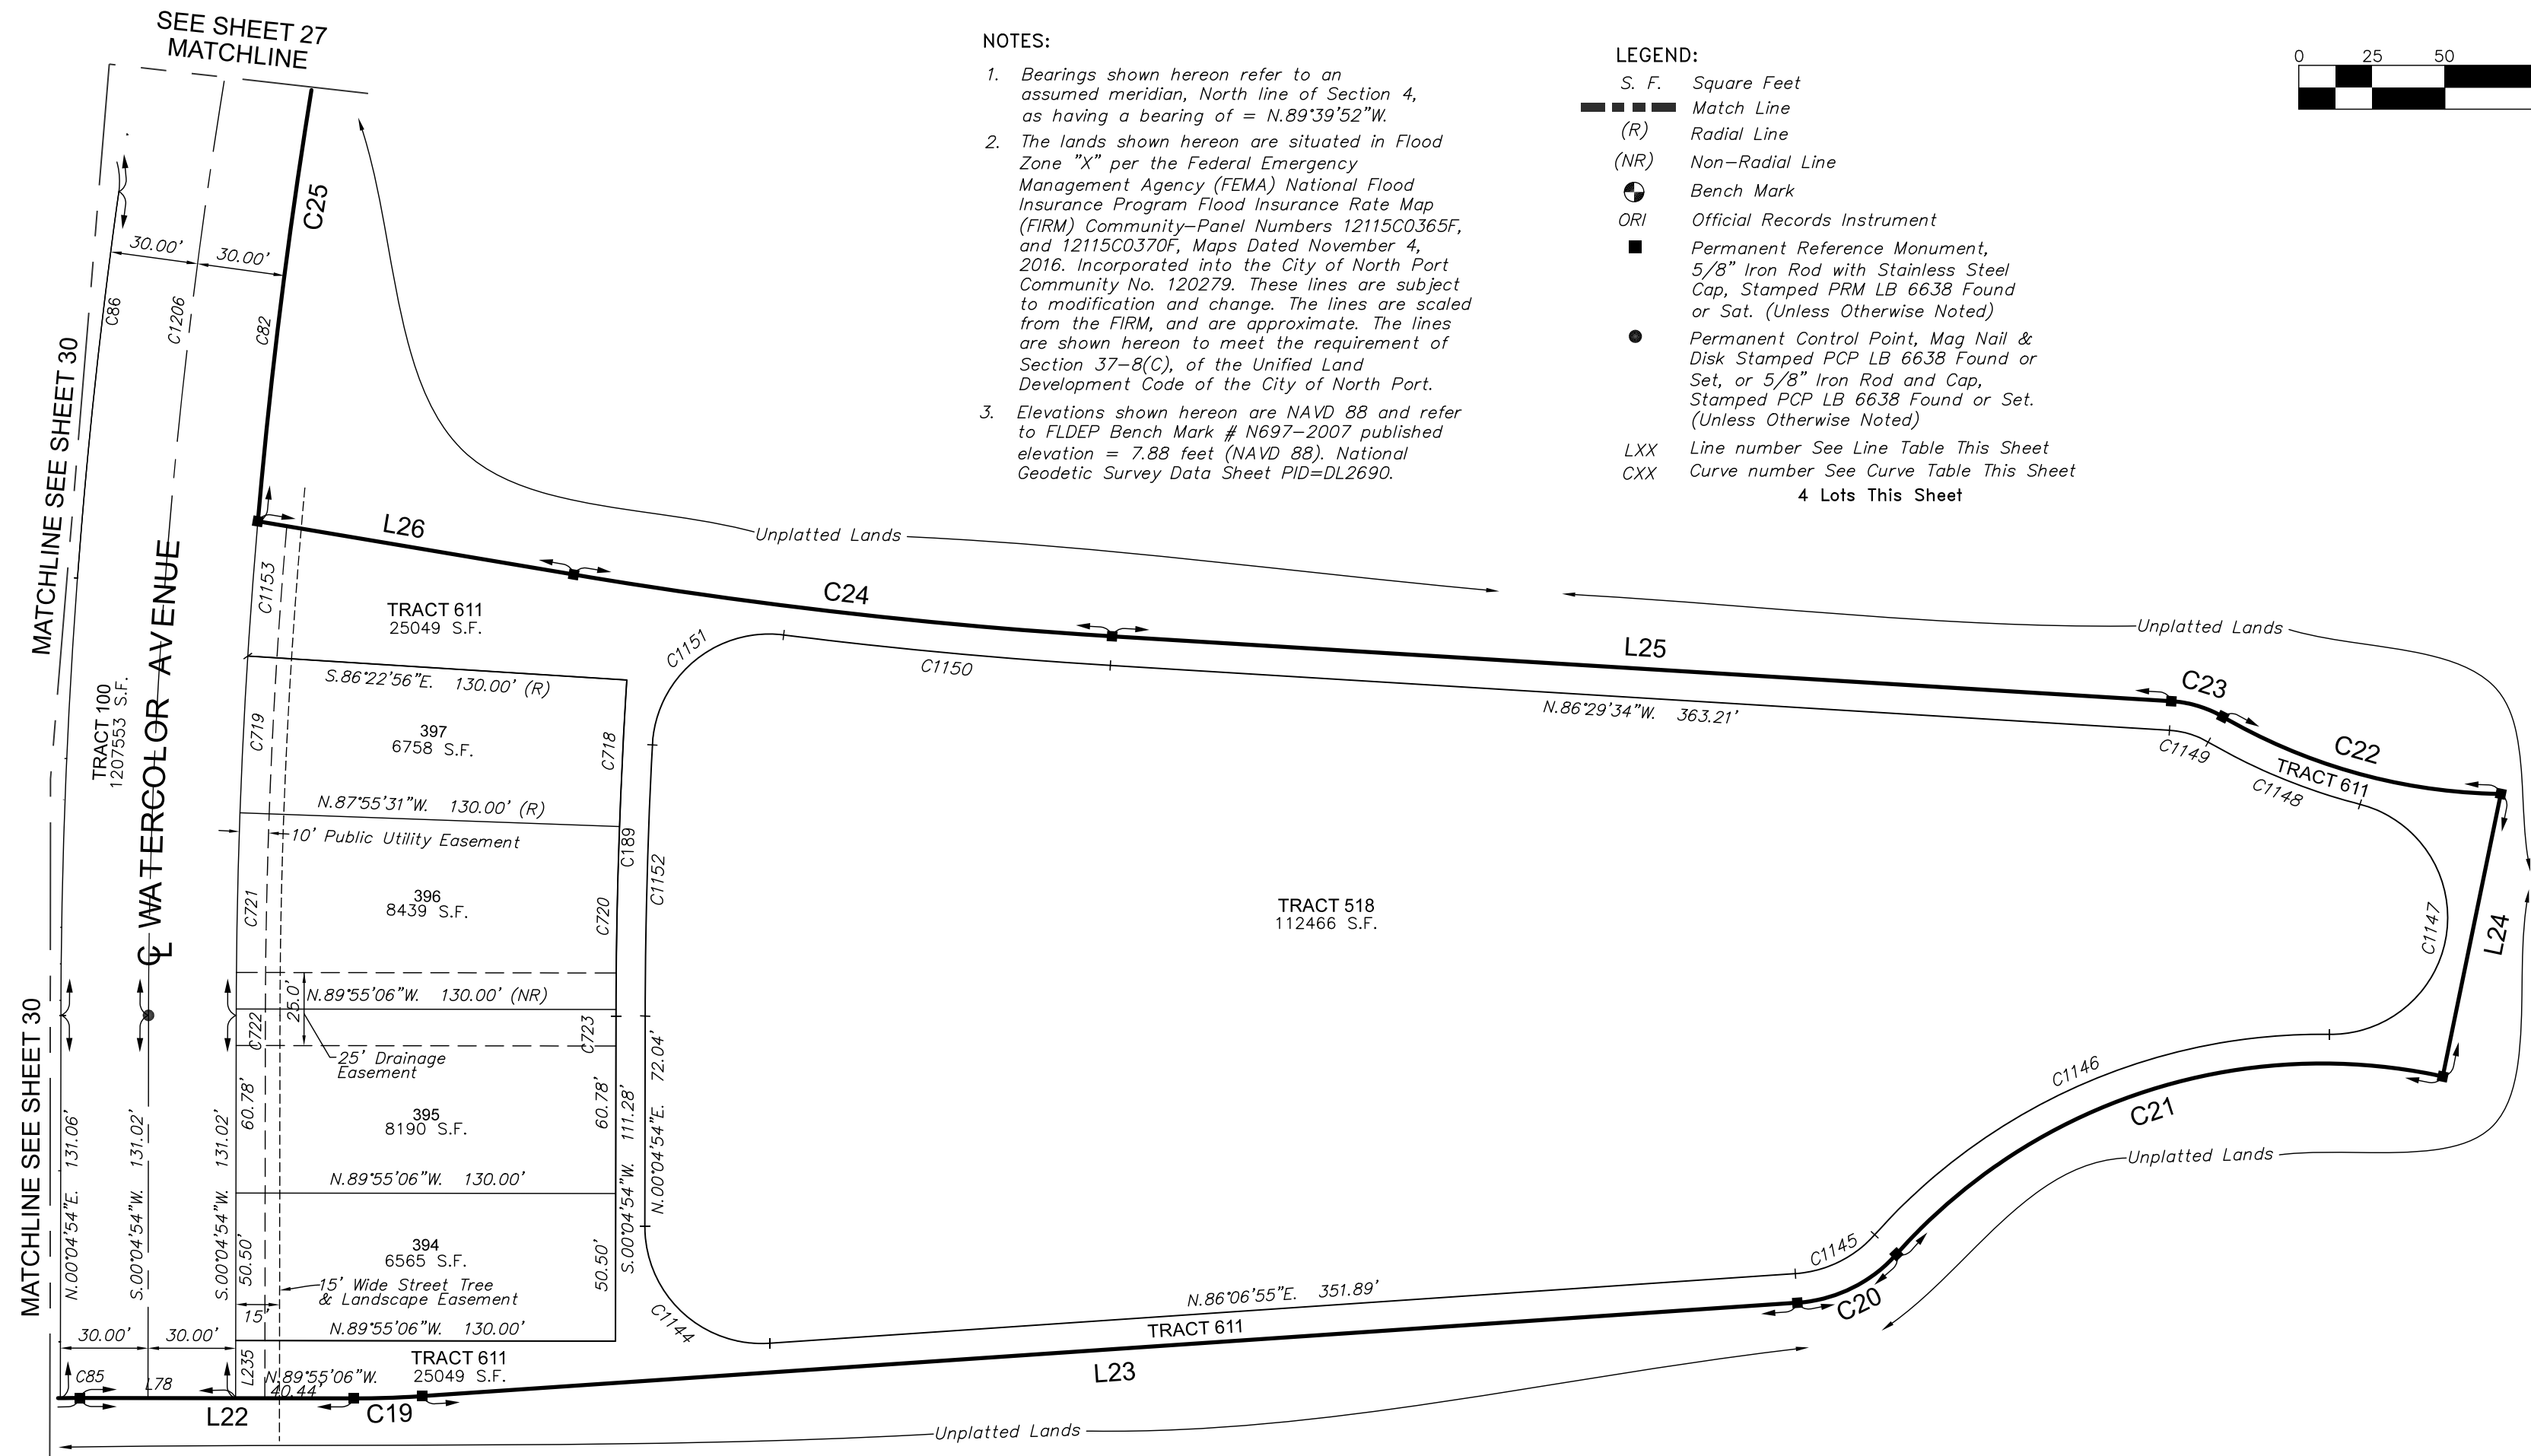 SEE SHEET 27
MATCHLINE
NOTES:
1. Bearings shown hereon refer to an
assumed meridian, North line of Section 4,
as having a bearing of = N.89°39'52"W.
2. The lands shown hereon are situated in Flood
Zone "X" per the Federal Emergency
Management Agency (FEMA) National Flood
Insurance Program Flood Insurance Rate Map
(FIRM) Community-Panel Numbers 12115C0365F,
and 12115C0370F, Maps Dated November 4,
2016. Incorporated into the City of North Port
Community No. 120279. These lines are subject
to modification and change. The lines are scaled
from the FIRM, and are approximate. The lines
are shown hereon to meet the requirement of
Section 37-8(C), of the Unified Land
Development Code of the City of North Port.
3. Elevations shown hereon are NAVD 88 and refer
to FLDEP Bench Mark # N697-2007 published
elevation = 7.88 feet (NAVD 88). National
Geodetic Survey Data Sheet PID=DL2690.
LEGEND:
S. F. Square Feet
Match Line
(R) Radial Line
(NR) Non-Radial Line
Bench Mark
ORI Official Records Instrument
Permanent Reference Monument,
5/8" Iron Rod with Stainless Steel
Cap, Stamped PRM LB 6638 Found
or Sat. (Unless Otherwise Noted)
Permanent Control Point, Mag Nail &
Disk Stamped PCP LB 6638 Found or
Set, or 5/8" Iron Rod and Cap,
Stamped PCP LB 6638 Found or Set.
(Unless Otherwise Noted)
LXX Line number See Line Table This Sheet
CXX Curve number See Curve Table This Sheet
4 Lots This Sheet
0 25 50
C25
30.00' 30.00'
C86
C1206
C82
MATCHLINE SEE SHEET 30
L26
Unplatted Lands
C24
Unplatted Lands
L25
C23
C22
C1153
TRACT 611
25049 S.F.
C1151
C1150
N.86°29'34"W. 363.21'
C1149
C1148
TRACT 611
S.86°22'56"E. 130.00' (R)
TRACT 100
1207553 S.F.
℄ WATERCOLOR AVENUE
C719
397
6758 S.F.
C718
N.87°55'31"W. 130.00' (R)
10' Public Utility Easement
C189
C1152
C721
396
8439 S.F.
C720
TRACT 518
112466 S.F.
C1147
L24
N.89°55'06"W. 130.00' (NR)
25.0'
C722
C723
25' Drainage
Easement
C1146
C21
Unplatted Lands
MATCHLINE SEE SHEET 30
N.00°04'54"E. 131.06'
S.00°04'54"W. 131.02'
S.00°04'54"W. 131.02'
60.78'
395
8190 S.F.
60.78'
S.00°04'54"W. 111.28'
N.00°04'54"E. 72.04'
N.89°55'06"W. 130.00'
50.50'
394
6565 S.F.
50.50'
15' Wide Street Tree
& Landscape Easement
15'
N.89°55'06"W. 130.00'
C1144
N.86°06'55"E. 351.89'
C1145
C20
TRACT 611
30.00' 30.00'
L235
TRACT 611
25049 S.F.
C85
L78
N.89°55'06"W.
40.44'
L22
C19
L23
Unplatted Lands